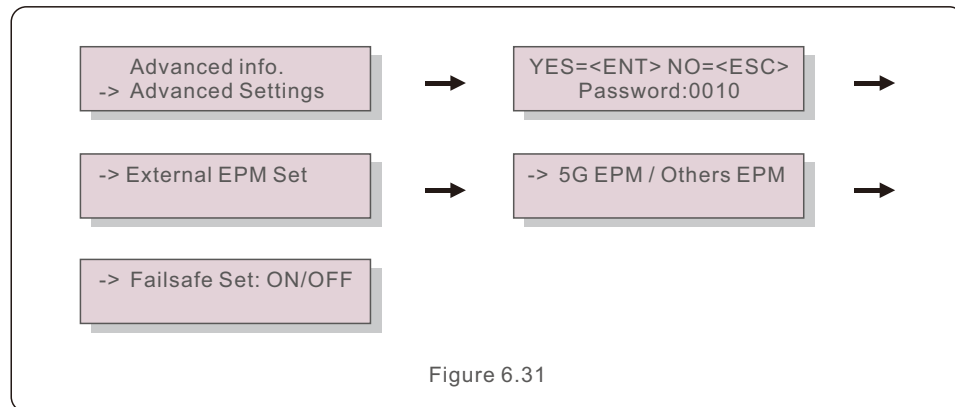 Advanced info.
-> Advanced Settings
YES=<ENT> NO=<ESC>
Password:0010
-> External EPM Set
-> 5G EPM / Others EPM
-> Failsafe Set: ON/OFF
Figure 6.31